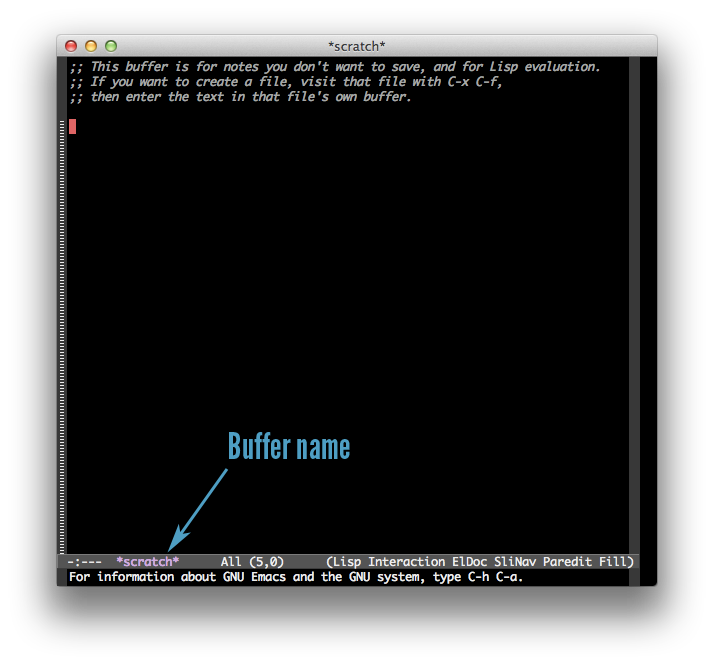 *scratch*
;; This buffer is for notes you don't want to save, and for Lisp evaluation.
;; If you want to create a file, visit that file with C-x C-f,
;; then enter the text in that file's own buffer.
Buffer name
-:---  *scratch*      All (5,0)      (Lisp Interaction ElDoc SliNav Paredit Fill)
For information about GNU Emacs and the GNU system, type C-h C-a.